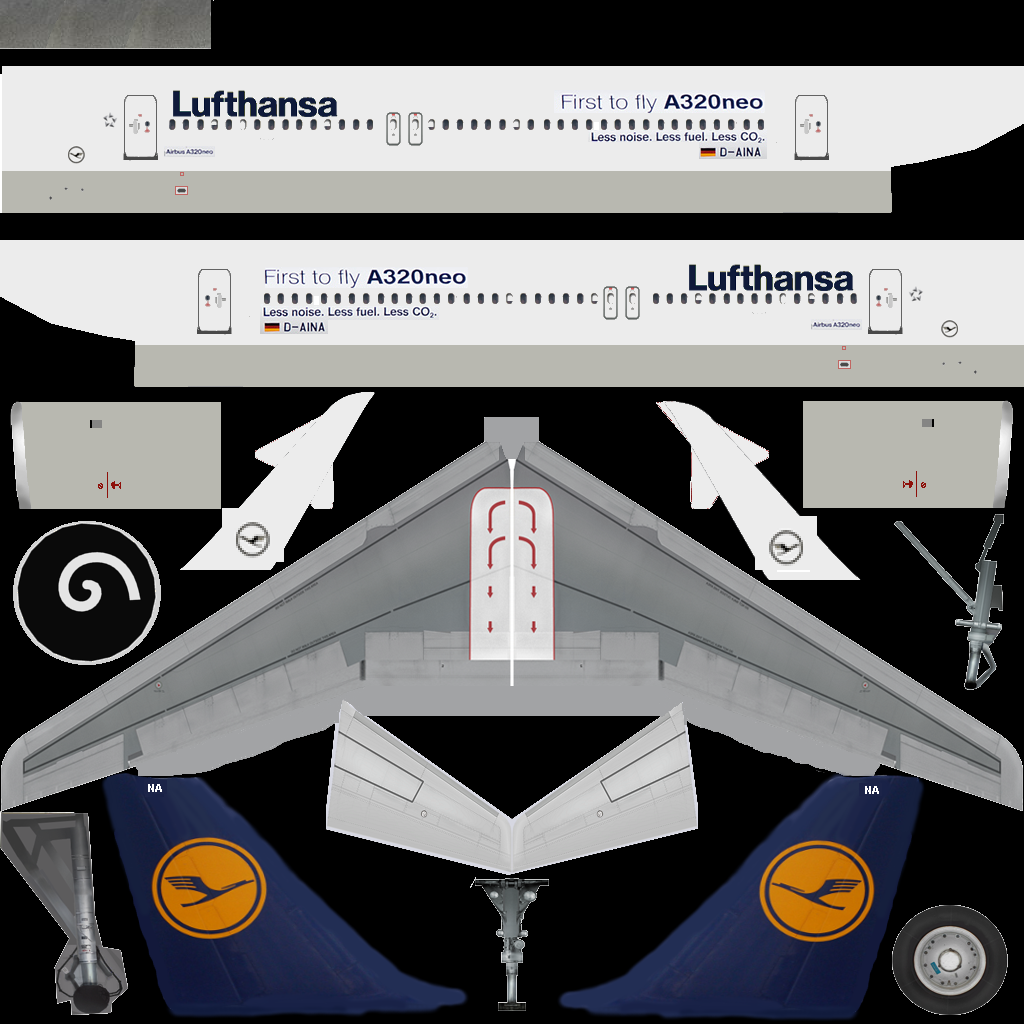 Lufthansa
First to fly A320neo
Less noise. Less fuel. Less CO₂.
Airbus A320neo
D-AINA
First to fly A320neo
Lufthansa
Less noise. Less fuel. Less CO₂.
D-AINA
Airbus A320neo
NA
NA